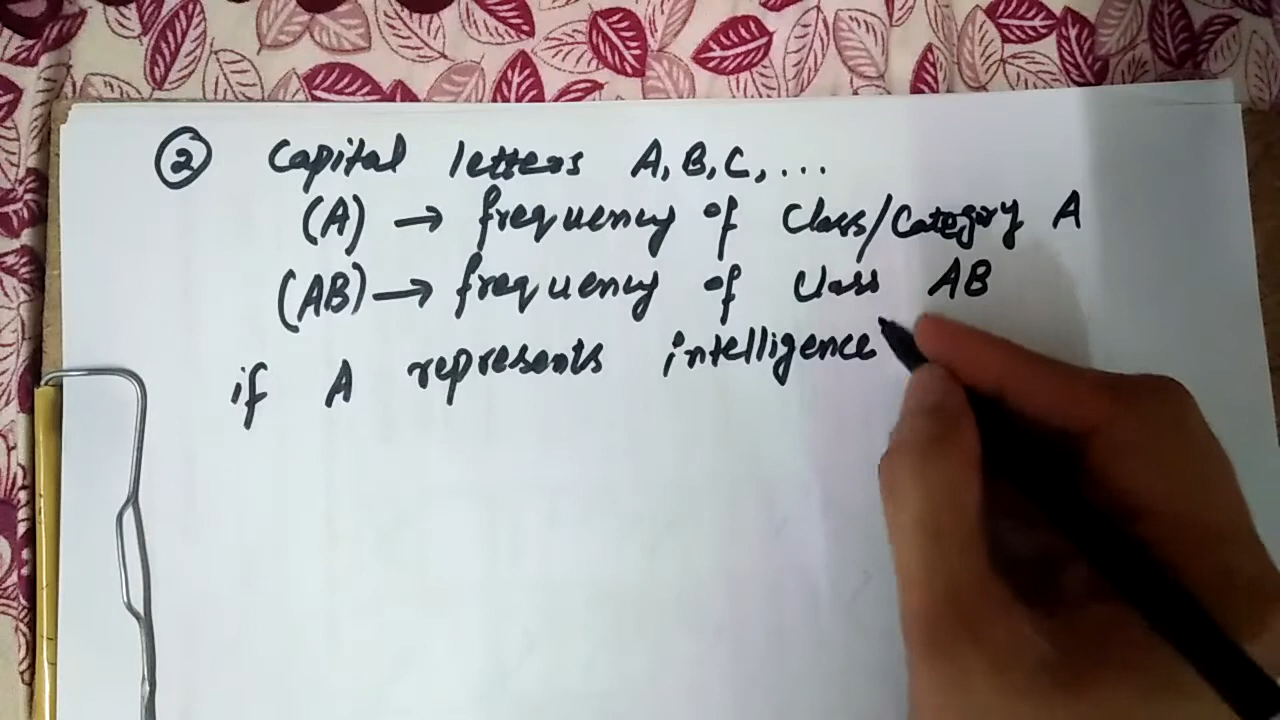 ② Capital letters A, B, C, ...
(A) → frequency of Class/Category A
(AB) → frequency of Class AB
if A represents intelligence